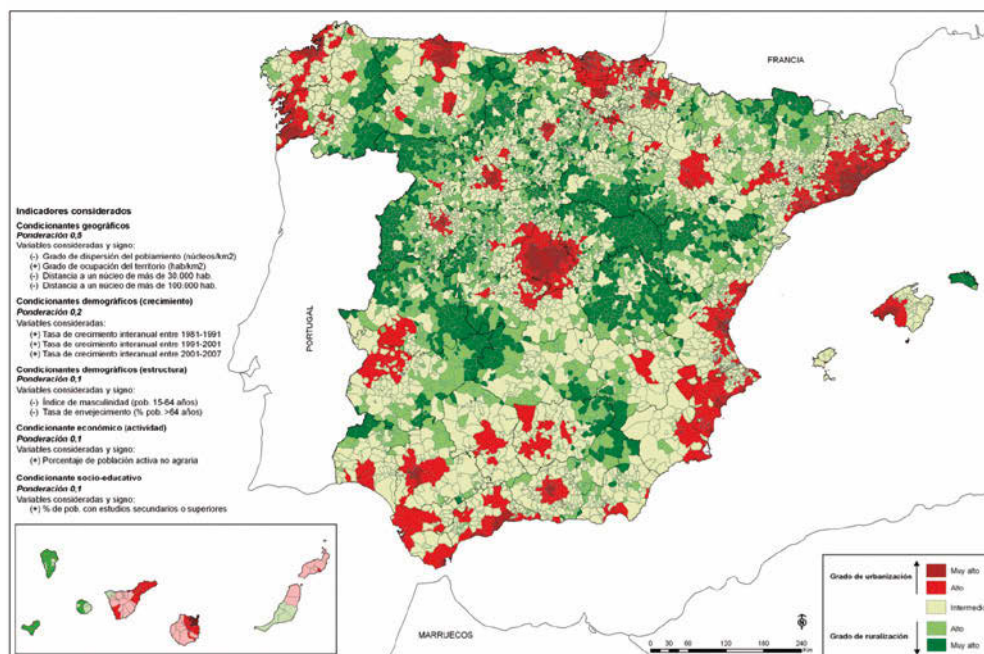 FRANCIA
PORTUGAL
MARRUECOS
Indicadores considerados
Condicionantes geográficos
Ponderación 0,5
Variables consideradas y signo:
(-) Grado de dispersión del poblamiento (núcleos/km2)
(+) Grado de ocupación del territorio (hab/km2)
(-) Distancia a un núcleo de más de 30.000 hab.
(-) Distancia a un núcleo de más de 100.000 hab.
Condicionantes demográficos (crecimiento)
Ponderación 0,2
Variables consideradas:
(+) Tasa de crecimiento interanual entre 1981-1991
(+) Tasa de crecimiento interanual entre 1991-2001
(+) Tasa de crecimiento interanual entre 2001-2007
Condicionantes demográficos (estructura)
Ponderación 0,1
Variables consideradas y signo:
(-) Índice de masculinidad (pob. 15-64 años)
(-) Tasa de envejecimiento (% pob. >64 años)
Condicionante económico (actividad)
Ponderación 0,1
Variables consideradas y signo:
(+) Porcentaje de población activa no agraria
Condicionante socio-educativo
Ponderación 0,1
Variables consideradas y signo:
(+) % de pob. con estudios secundarios o superiores
Grado de urbanización
Muy alto
Alto
Intermedio
Grado de ruralización
Alto
Muy alto
0 30 60 120 180 240